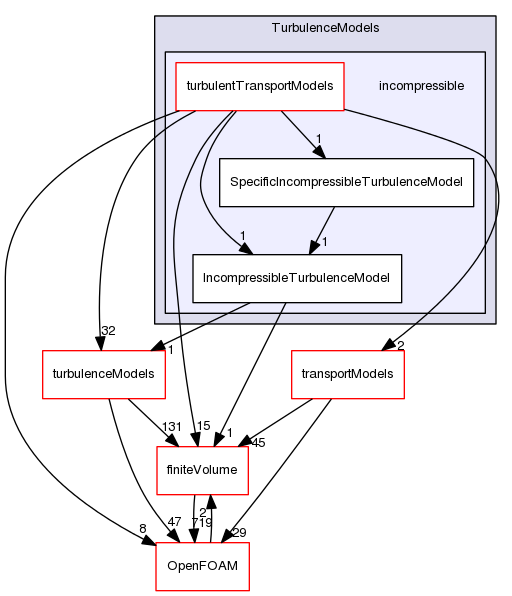 TurbulenceModels
incompressible
turbulentTransportModels
1
SpecificIncompressibleTurbulenceModel
1
1
IncompressibleTurbulenceModel
32
1
2
turbulenceModels
transportModels
131
15
1
45
finiteVolume
8
47
719
2
29
OpenFOAM